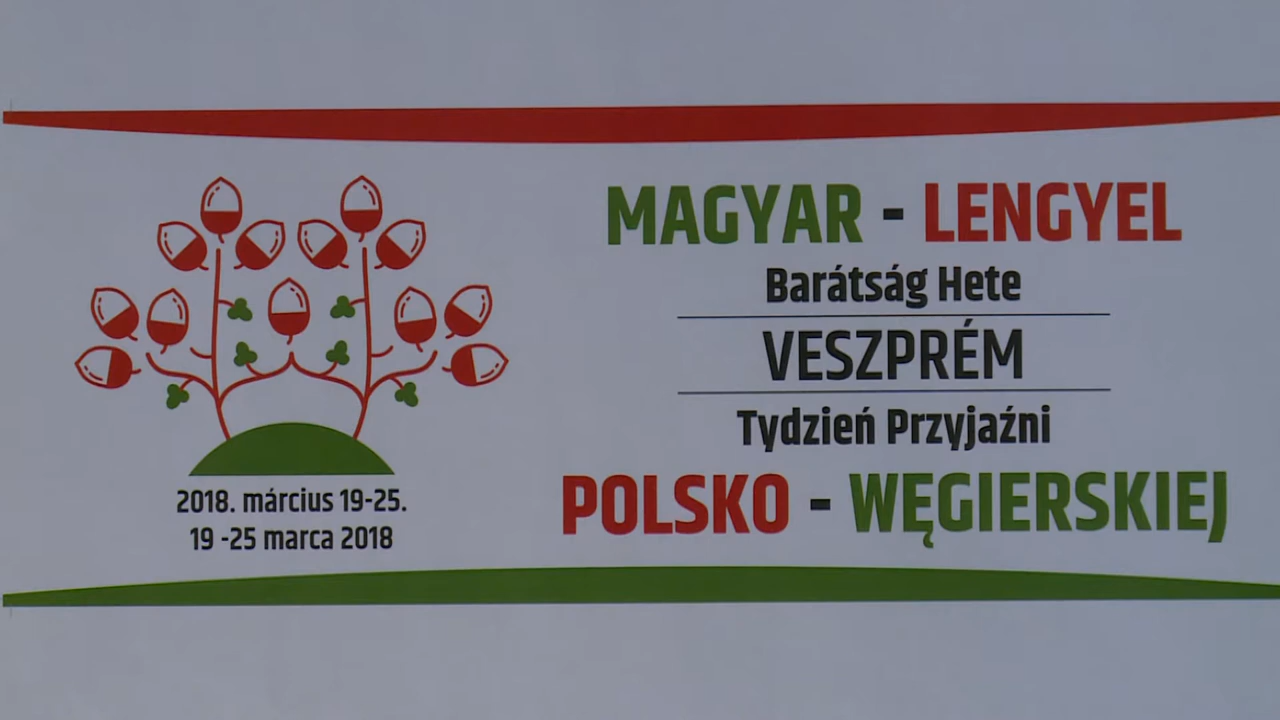 MAGYAR - LENGYEL
Barátság Hete
VESZPRÉM
Tydzień Przyjaźni
POLSKO - WĘGIERSKIEJ
2018. március 19-25.
19 -25 marca 2018